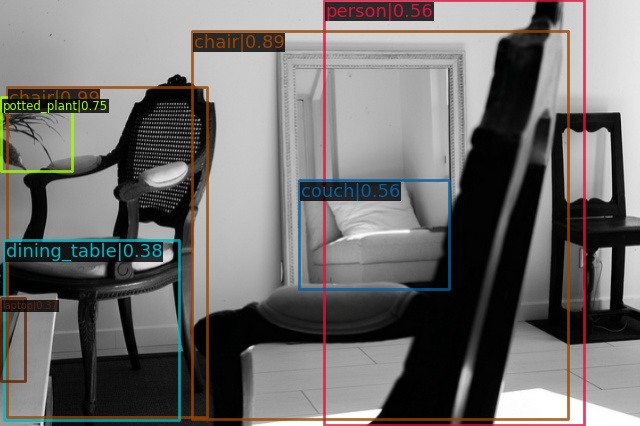 person|0.56
chair|0.89
chair|0.99
potted_plant|0.75
couch|0.56
dining_table|0.38